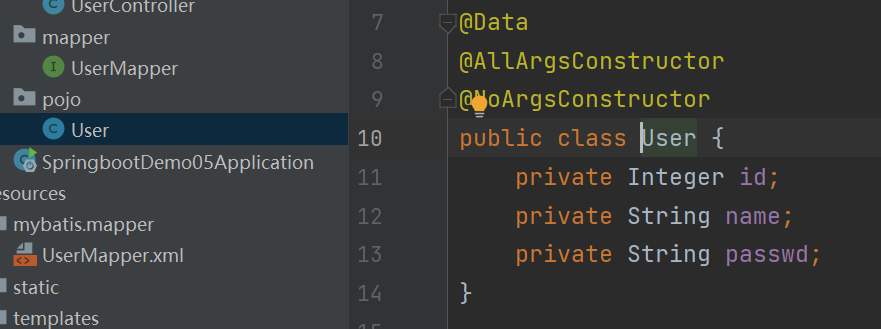 UserController
mapper
UserMapper
pojo
User
SpringbootDemo05Application
esources
mybatis.mapper
UserMapper.xml
static
templates
7 @Data
8 @AllArgsConstructor
9 @NoArgsConstructor
10 public class User {
11 private Integer id;
12 private String name;
13 private String passwd;
14 }
15